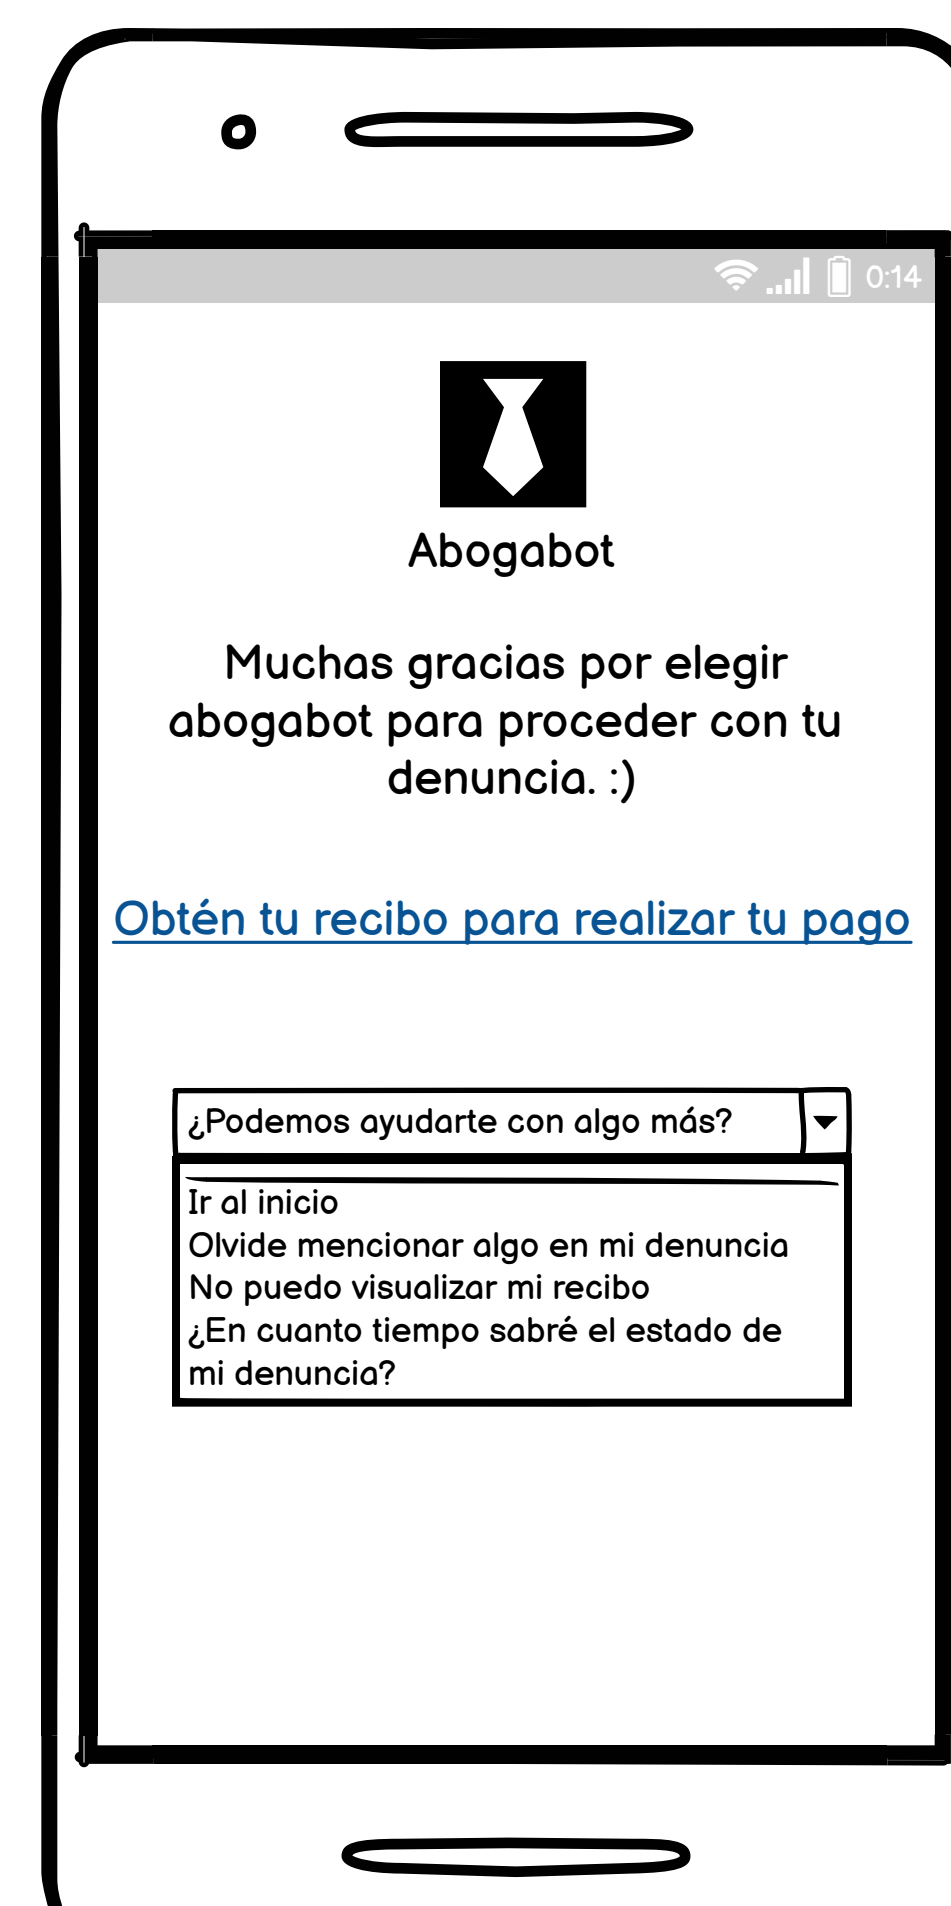 0:14
Abogabot
Muchas gracias por elegir
abogabot para proceder con tu
denuncia. :)
Obtén tu recibo para realizar tu pago
¿Podemos ayudarte con algo más?
Ir al inicio
Olvide mencionar algo en mi denuncia
No puedo visualizar mi recibo
¿En cuanto tiempo sabré el estado de
mi denuncia?